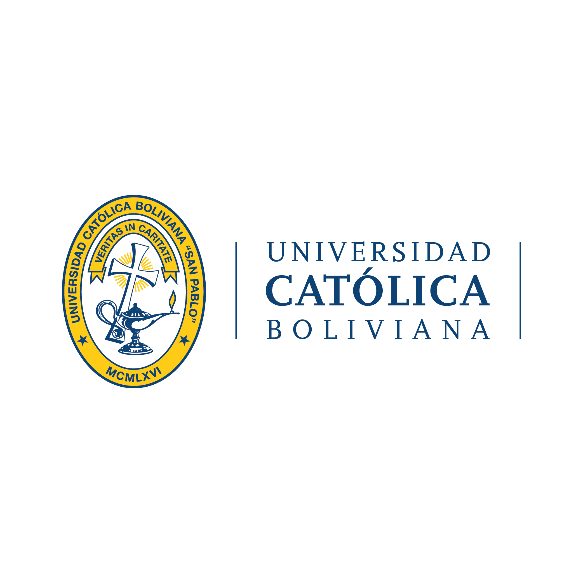 UNIVERSIDAD CATÓLICA BOLIVIANA "SAN PABLO"
VERITAS IN CARITATE
MCMLXVI
UNIVERSIDAD
CATÓLICA
BOLIVIANA